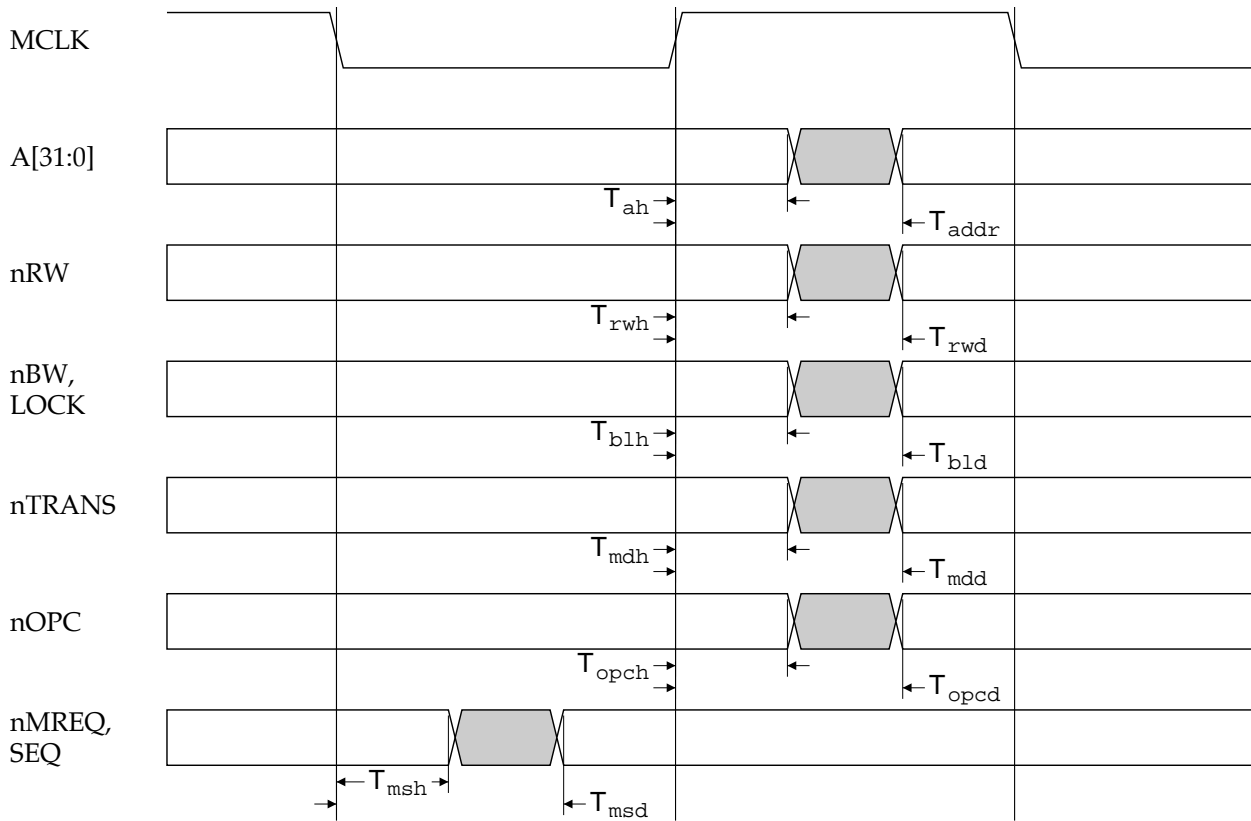 MCLK
A[31:0]
Tah
Taddr
nRW
Trwh
Trwd
nBW,
LOCK
Tblh
Tbld
nTRANS
Tmdh
Tmdd
nOPC
Topch
Topcd
nMREQ,
SEQ
Tmsh
Tmsd